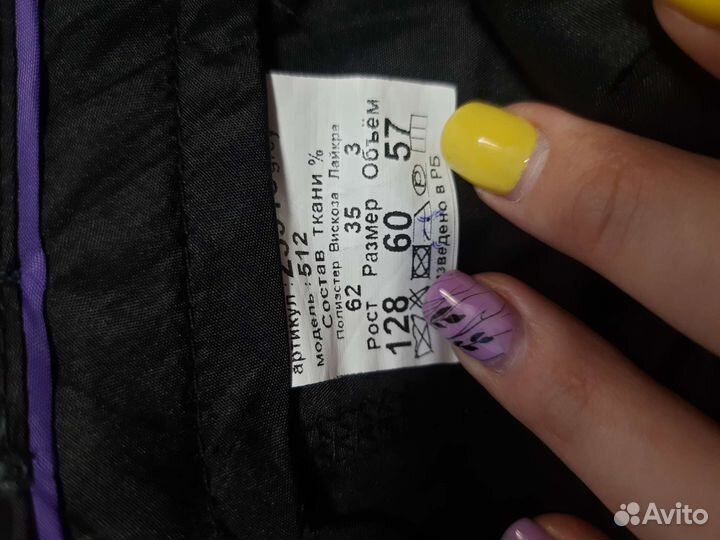 артикул :
модель : 512
Состав ткани %
Полиэстер Вискоза Лайкра
62 35 3
Рост Размер Объём
128 60 57
изведено в РБ
Avito